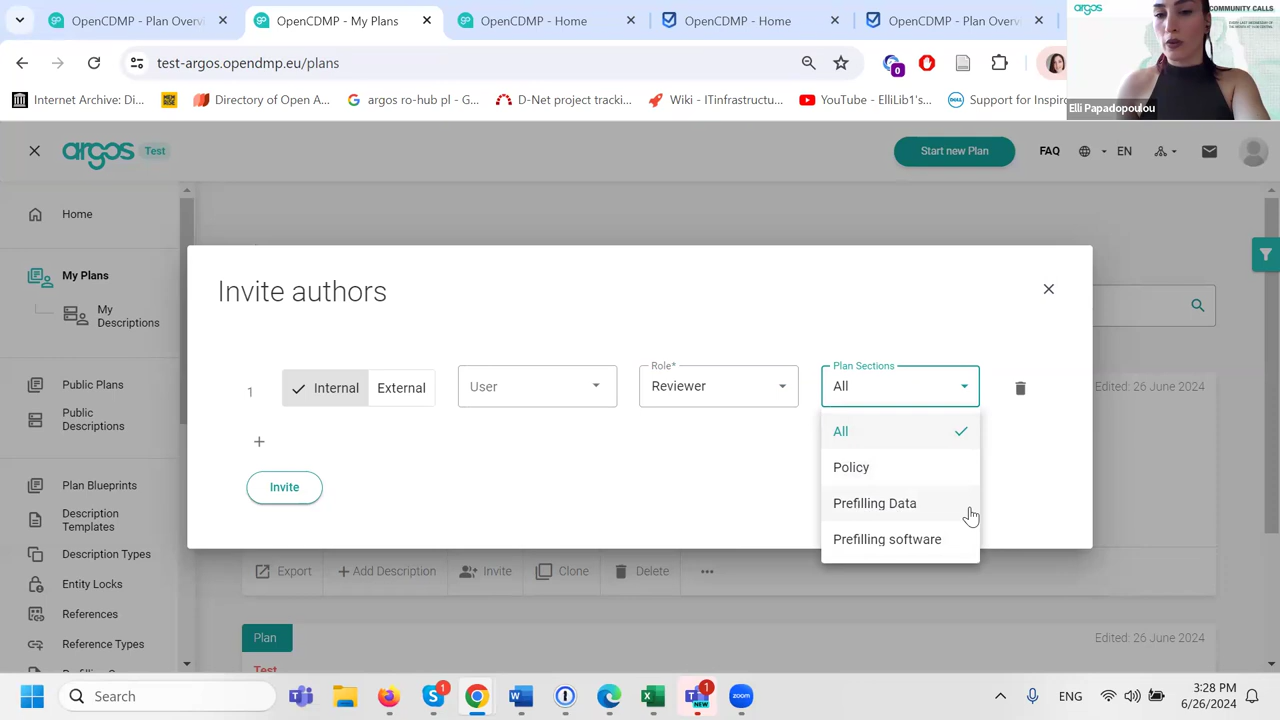 OpenCDMP - Plan Overvi
OpenCDMP - My Plans
OpenCDMP - Home
OpenCDMP - Home
OpenCDMP - Plan Overv
test-argos.opendmp.eu/plans
0
Internet Archive: Di...
Directory of Open A...
argos ro-hub pl - G...
D-Net project tracki...
Wiki - ITinfrastructu...
YouTube - ElliLib1's...
Support for Inspir
argos
COMMUNITY CALLS
Elli Papadopoulou
argos
Test
Start new Plan
FAQ
EN
Home
My Plans
My
Descriptions
Public Plans
Public
Descriptions
Plan Blueprints
Description
Templates
Description Types
Entity Locks
References
Reference Types
Invite authors
1
Internal
External
User
Role*
Reviewer
Plan Sections
All
All
Policy
Prefilling Data
Prefilling software
Invite
Edited: 26 June 2024
Export
Add Description
Invite
Clone
Delete
Plan
Edited: 26 June 2024
Test
Search
1
1
NEW
ENG
3:28 PM
6/26/2024